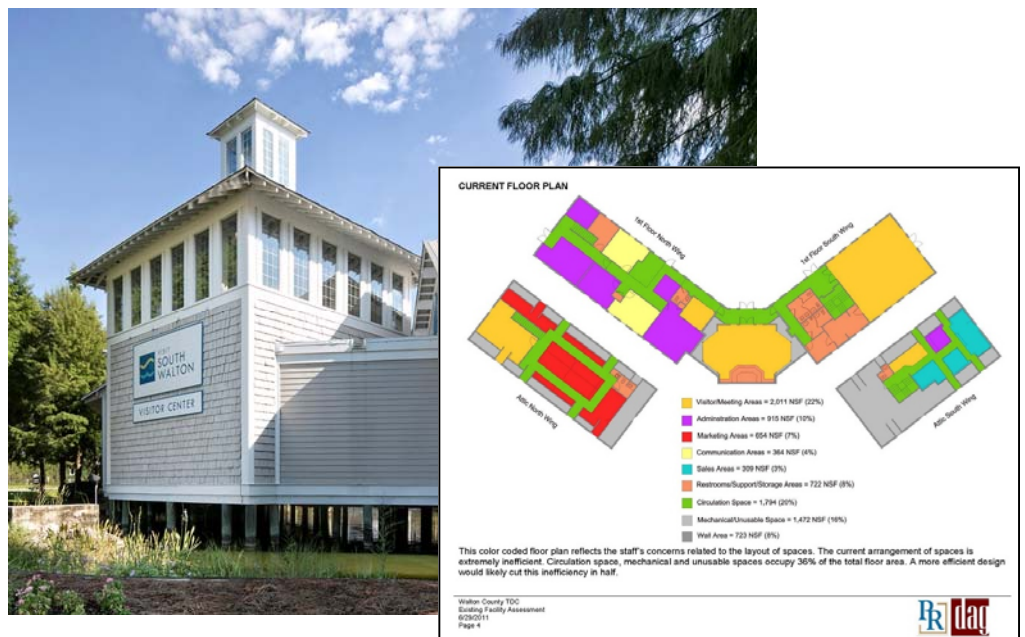 VISIT
SOUTH
WALTON
VISITOR CENTER
CURRENT FLOOR PLAN
1st Floor North Wing
1st Floor South Wing
Attic North Wing
Attic South Wing
Visitor/Meeting Areas = 2,011 NSF (22%)
Adminstration Areas = 915 NSF (10%)
Marketing Areas = 654 NSF (7%)
Communication Areas = 364 NSF (4%)
Sales Areas = 309 NSF (3%)
Restrooms/Support/Storage Areas = 722 NSF (8%)
Circulation Space = 1,794 (20%)
Mechanical/Unusable Space = 1,472 NSF (16%)
Wall Area = 723 NSF (8%)
This color coded floor plan reflects the staff's concerns related to the layout of spaces. The current arrangement of spaces is
extremely inefficient. Circulation space, mechanical and unusable spaces occupy 36% of the total floor area. A more efficient design
would likely cut this inefficiency in half.
Walton County TDC
Existing Facility Assessment
6/29/2011
Page 4
PR dag